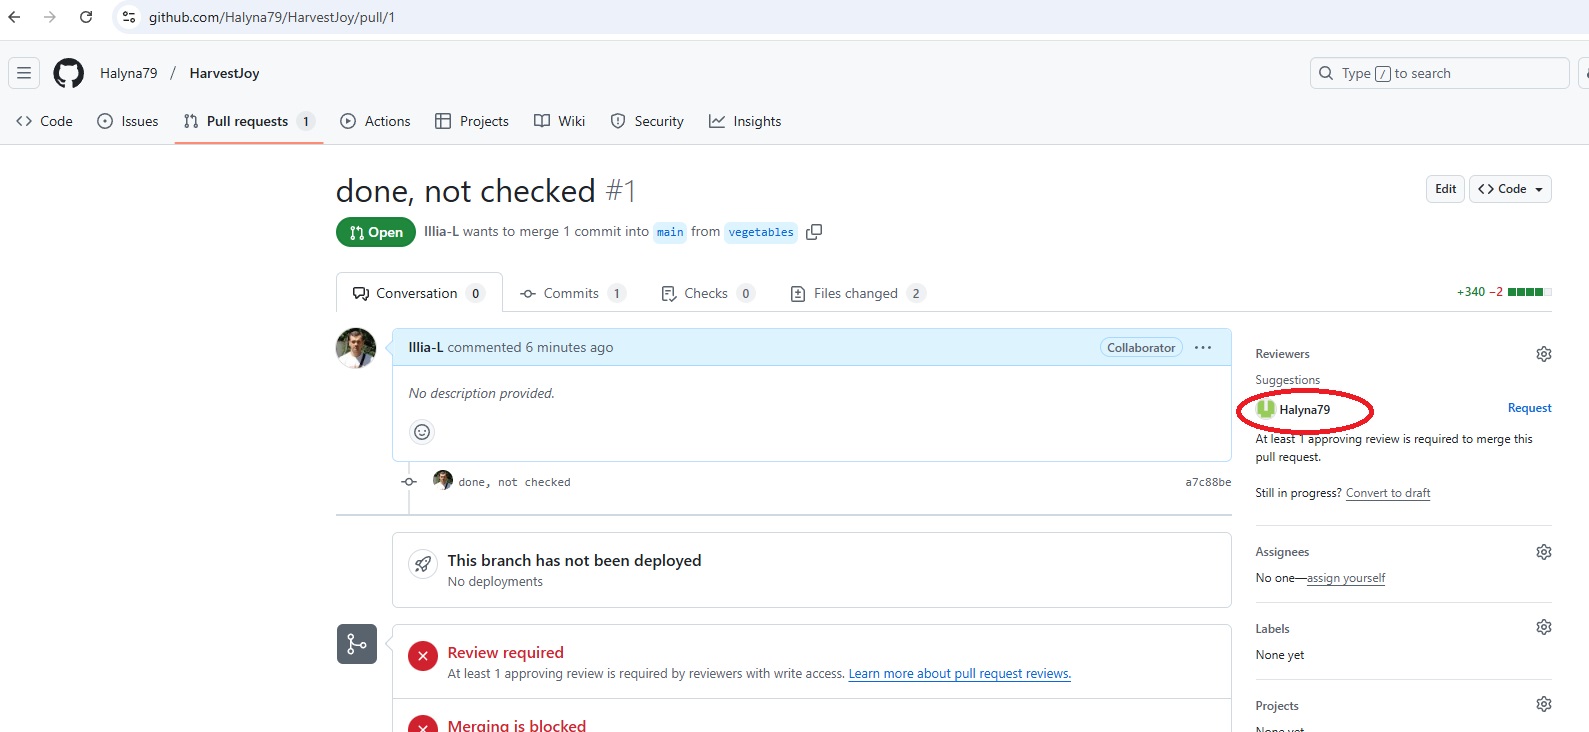 github.com/Halyna79/HarvestJoy/pull/1
Halyna79 / HarvestJoy
Type / to search
Code
Issues
Pull requests 1
Actions
Projects
Wiki
Security
Insights
done, not checked #1
Edit
Code
Open
Illia-L wants to merge 1 commit into main from vegetables
Conversation 0
Commits 1
Checks 0
Files changed 2
+340 −2
Illia-L commented 6 minutes ago
Collaborator
No description provided.
done, not checked
a7c88be
This branch has not been deployed
No deployments
Review required
At least 1 approving review is required by reviewers with write access. Learn more about pull request reviews.
Merging is blocked
Reviewers
Suggestions
Halyna79
Request
At least 1 approving review is required to merge this
pull request.
Still in progress? Convert to draft
Assignees
No one—assign yourself
Labels
None yet
Projects
None yet